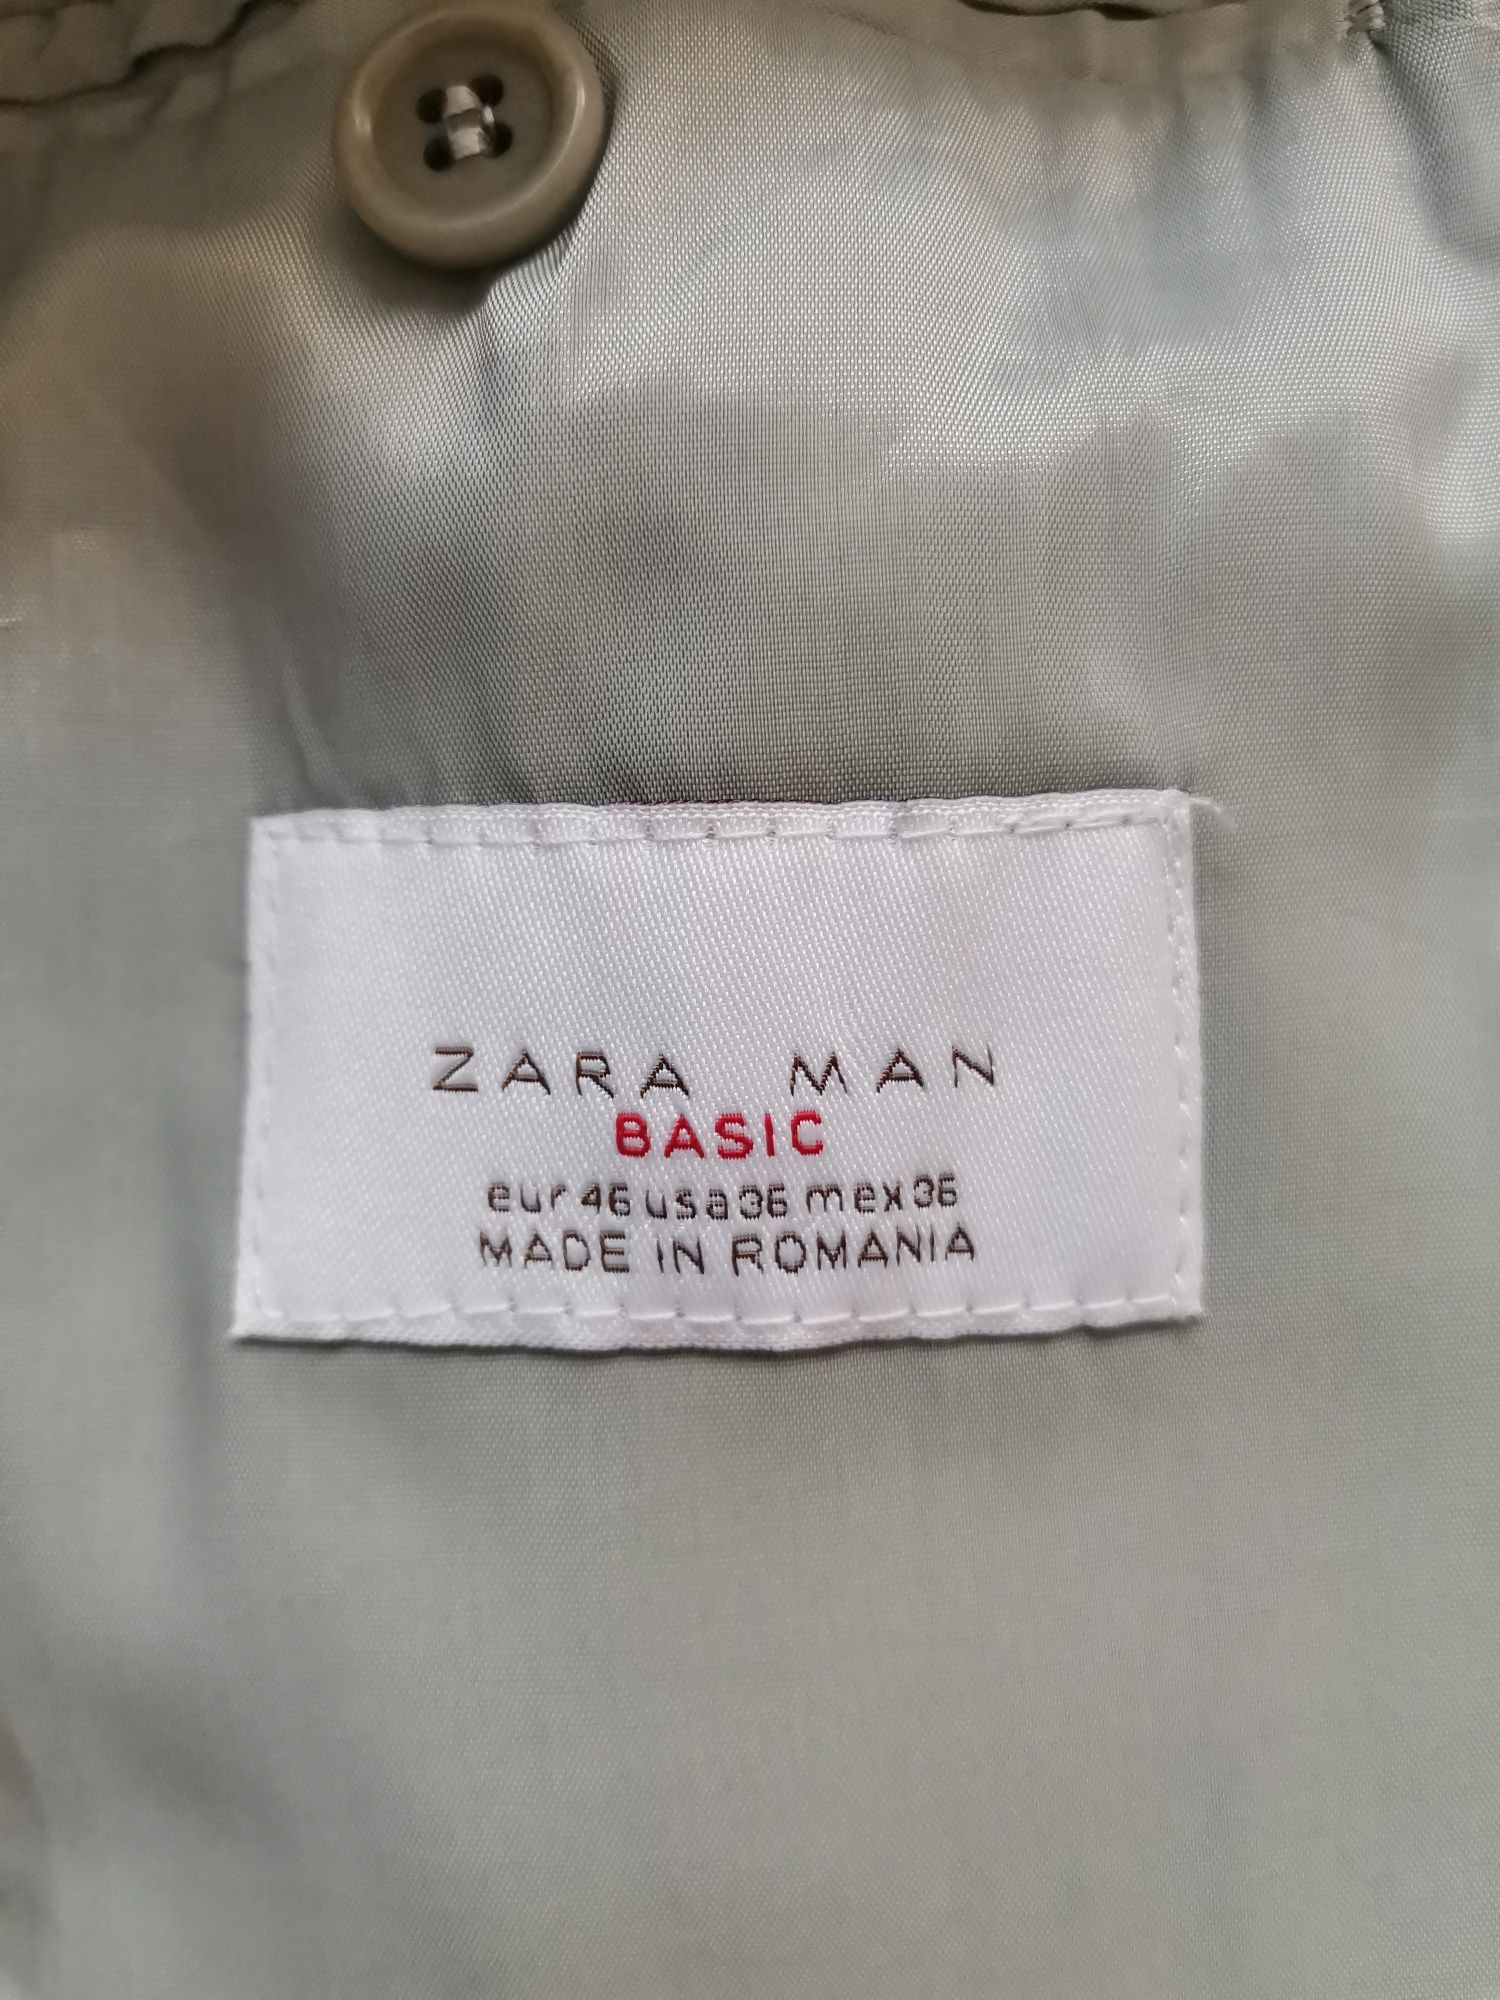 ZARA MAN
BASIC
eur 46 usa 36 mex 36
MADE IN ROMANIA